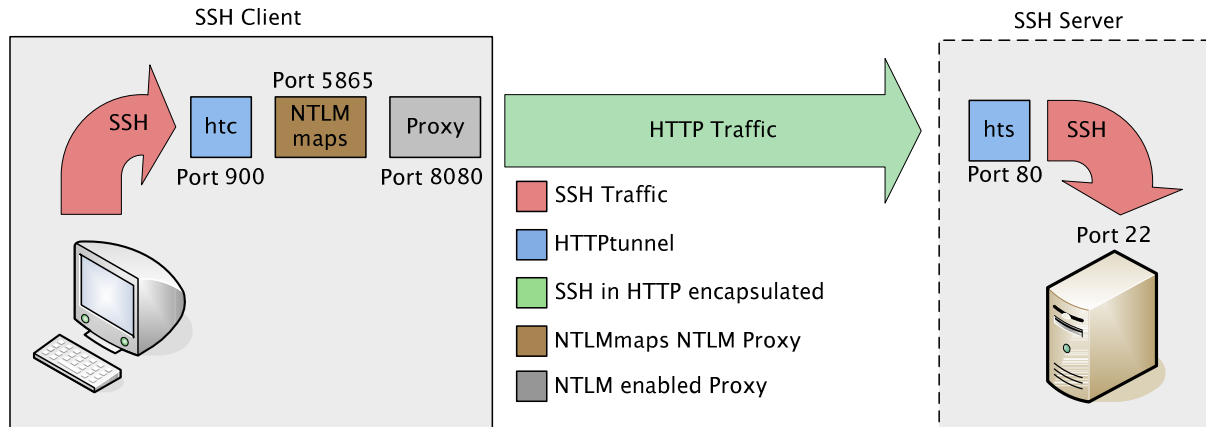 SSH Client
SSH Server
Port 5865
SSH
htc
NTLM
maps
Proxy
HTTP Traffic
hts
SSH
Port 900
Port 8080
Port 80
SSH Traffic
HTTPtunnel
Port 22
SSH in HTTP encapsulated
NTLMmaps NTLM Proxy
NTLM enabled Proxy